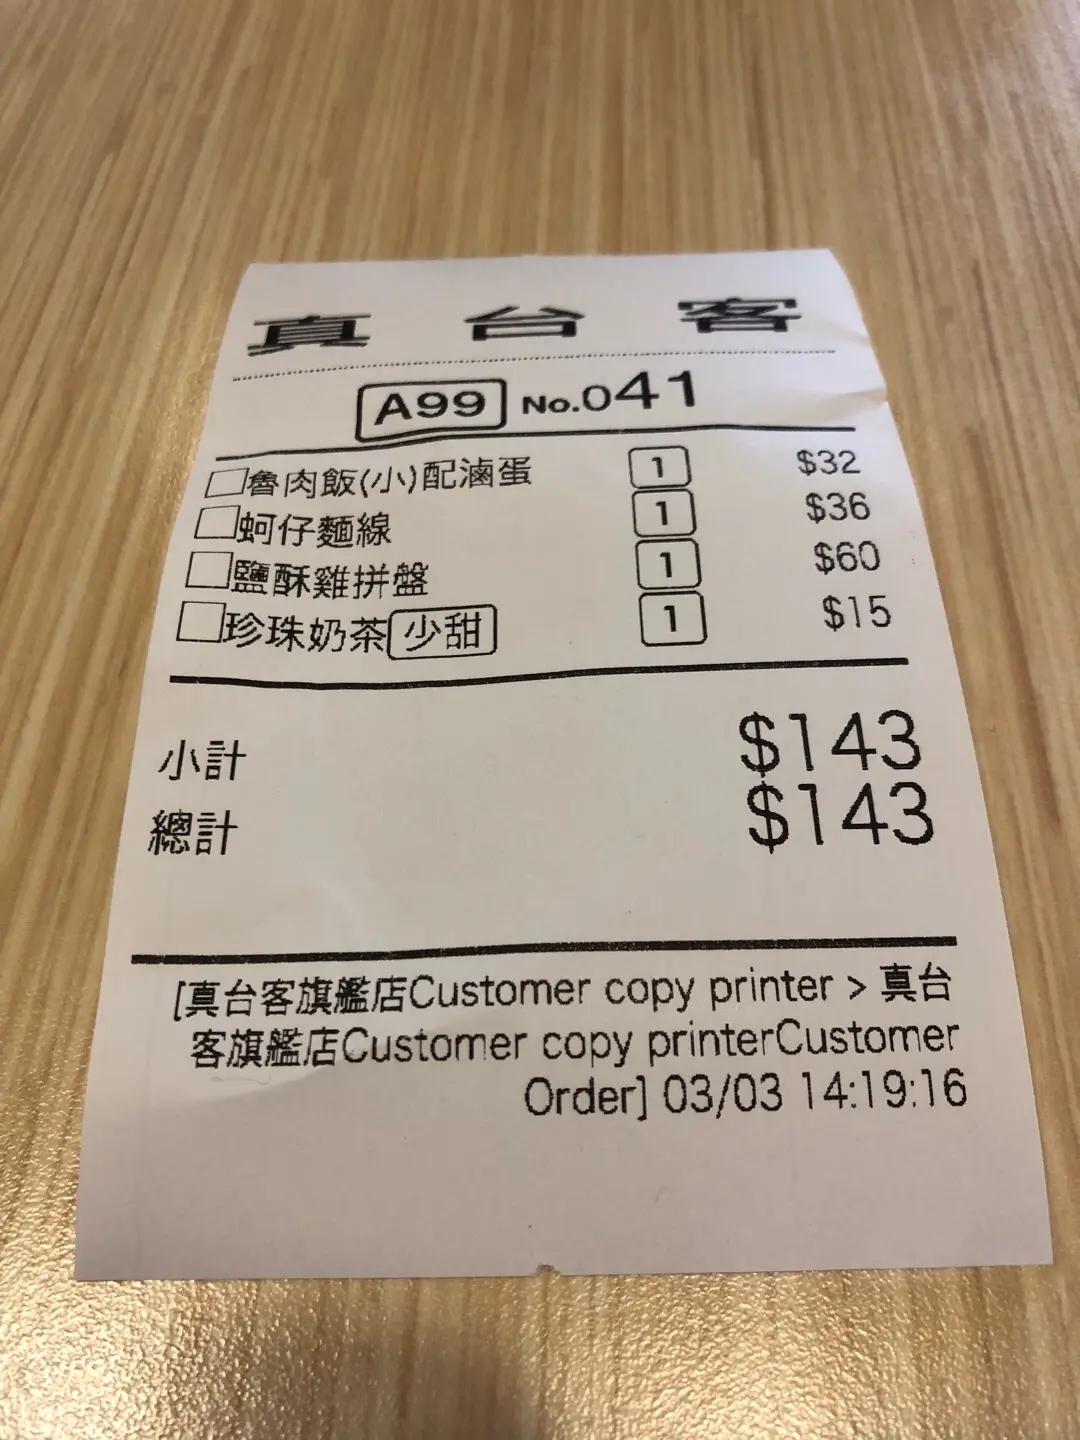 真台客
A99 No.041
魯肉飯(小)配滷蛋 1 $32
蚵仔麵線 1 $36
鹽酥雞拼盤 1 $60
珍珠奶茶 少甜 1 $15
小計 $143
總計 $143
[真台客旗艦店Customer copy printer > 真台
客旗艦店Customer copy printerCustomer
Order] 03/03 14:19:16